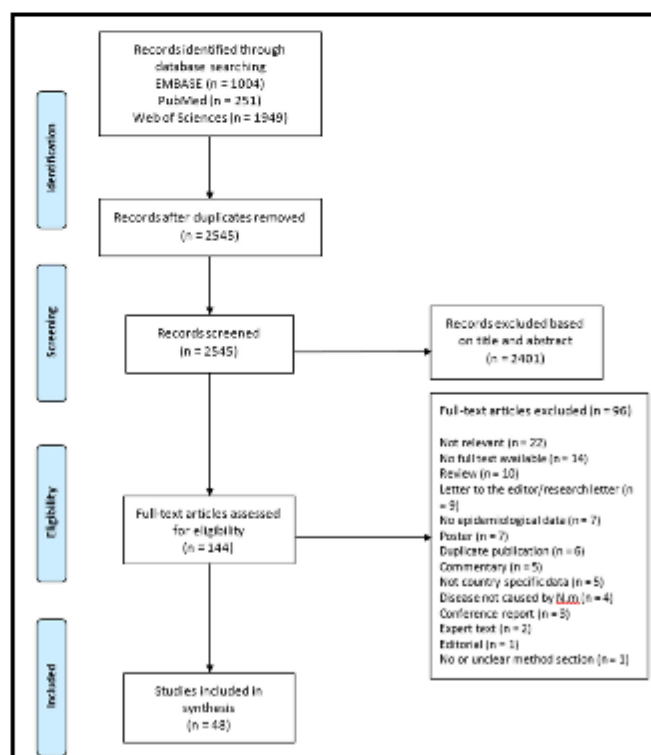 Records identified through
database searching
EMBASE (n = 1004)
PubMed (n = 251)
Web of Sciences (n = 1949)
Identification
Records after duplicates removed
(n = 2545)
Screening
Records screened
(n = 2545)
Records excluded based
on title and abstract
(n = 2401)
Eligibility
Full-text articles assessed
for eligibility
(n = 144)
Full-text articles excluded (n = 96)
Not relevant (n = 22)
No full text available (n = 14)
Review (n = 10)
Letter to the editor/research letter (n
= 9)
No epidemiological data (n = 7)
Poster (n = 7)
Duplicate publication (n = 6)
Commentary (n = 5)
Not country specific data (n = 5)
Disease not caused by N.m (n = 4)
Conference report (n = 3)
Expert text (n = 2)
Editorial (n = 1)
No or unclear method section (n = 1)
Included
Studies included in
synthesis
(n = 48)